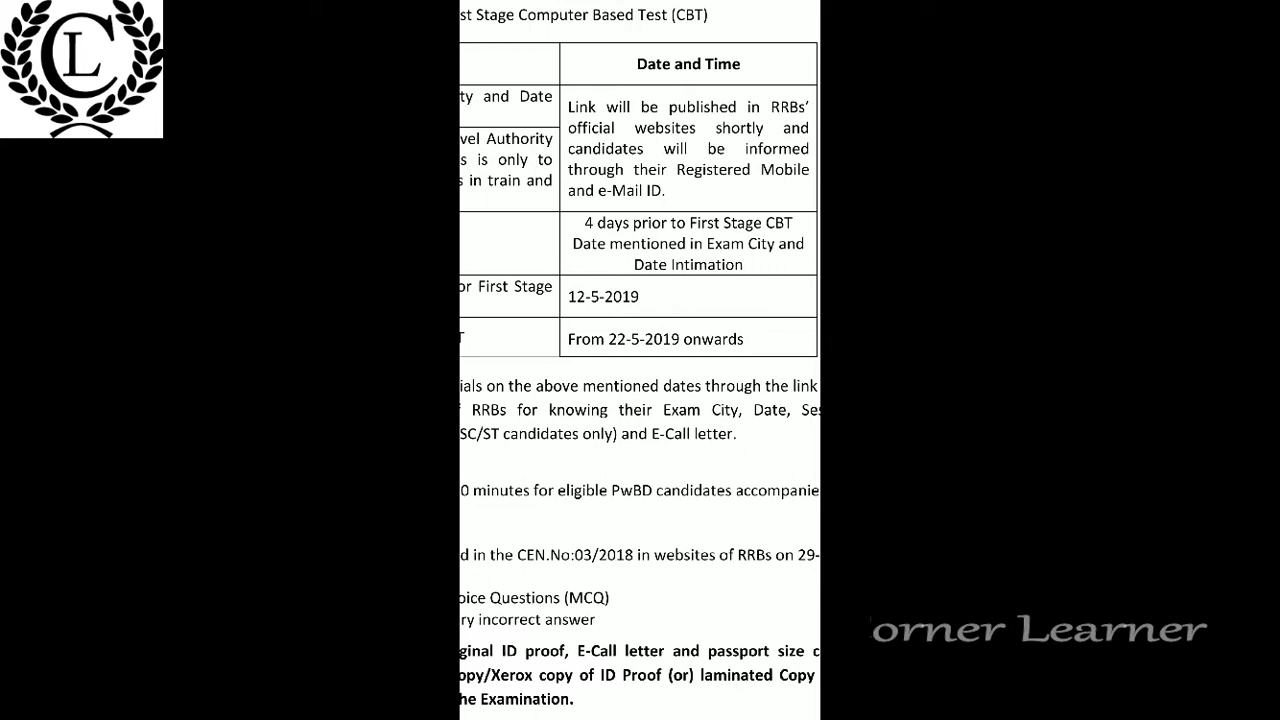 CL
st Stage Computer Based Test (CBT)
Date and Time
ty and Date
Link will be published in RRBs’
official websites shortly and
vel Authority
candidates will be informed
s is only to
through their Registered Mobile
s in train and
and e-Mail ID.
4 days prior to First Stage CBT
Date mentioned in Exam City and
Date Intimation
or First Stage
12-5-2019
T
From 22-5-2019 onwards
ials on the above mentioned dates through the link
f RRBs for knowing their Exam City, Date, Ses
SC/ST candidates only) and E-Call letter.
0 minutes for eligible PwBD candidates accompanie
d in the CEN.No:03/2018 in websites of RRBs on 29-
oice Questions (MCQ)
ry incorrect answer
orner Learner
ginal ID proof, E-Call letter and passport size c
opy/Xerox copy of ID Proof (or) laminated Copy
he Examination.